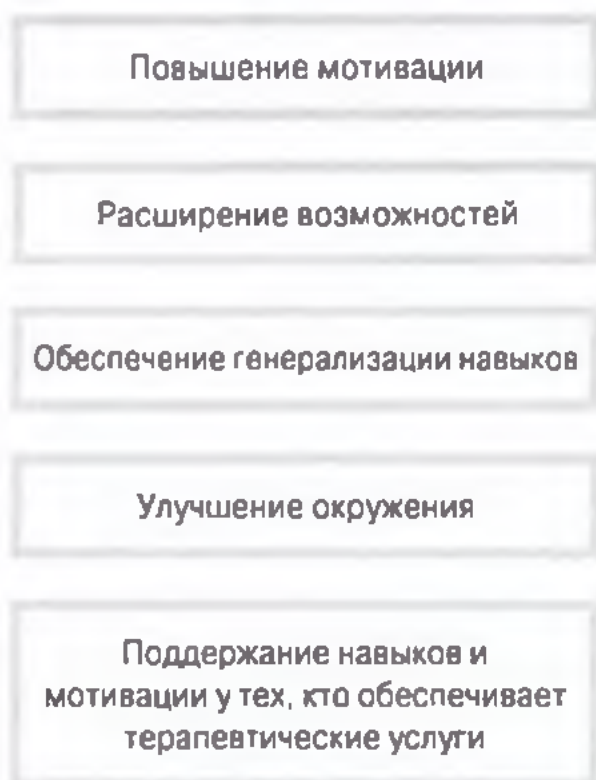 Повышение мотивации
Расширение возможностей
Обеспечение генерализации навыков
Улучшение окружения
Поддержание навыков и
мотивации у тех, кто обеспечивает
терапевтические услуги